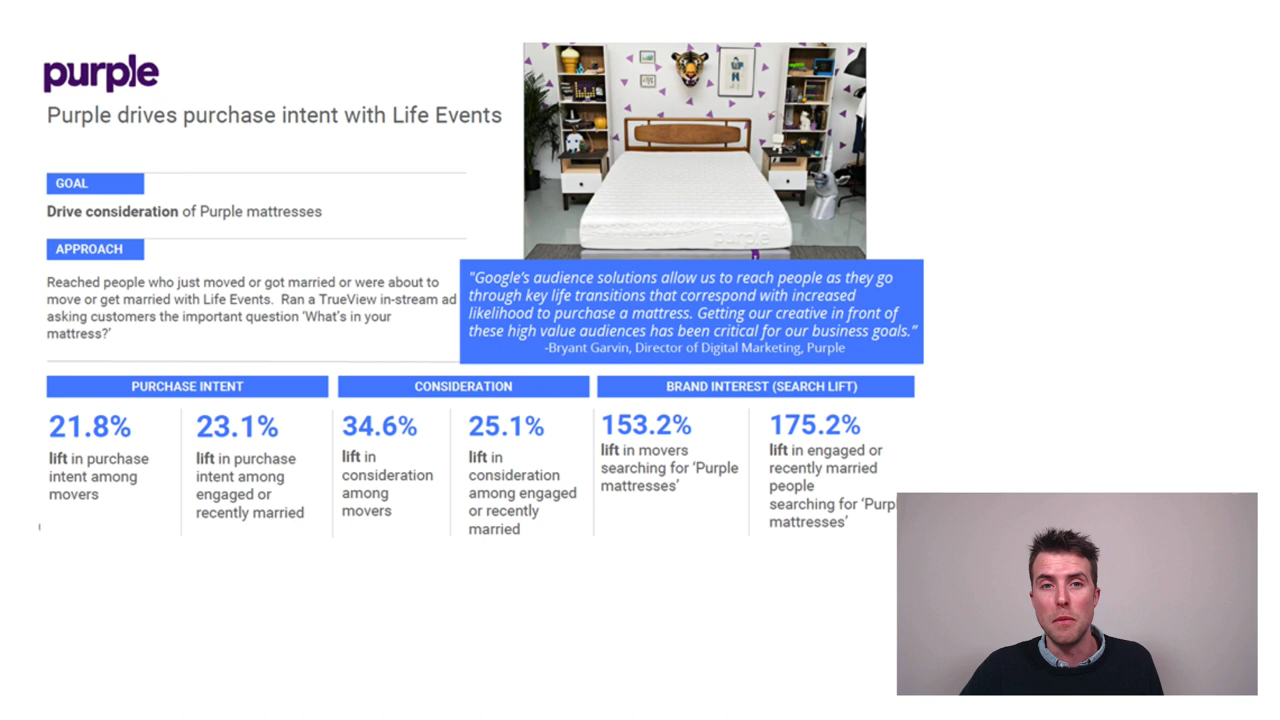 purple
Purple drives purchase intent with Life Events
GOAL
Drive consideration of Purple mattresses
APPROACH
Reached people who just moved or got married or were about to
move or get married with Life Events. Ran a TrueView in-stream ad
asking customers the important question ‘What's in your
mattress?’
purple
"Google's audience solutions allow us to reach people as they go
through key life transitions that correspond with increased
likelihood to purchase a mattress. Getting our creative in front of
these high value audiences has been critical for our business goals.”
-Bryant Garvin, Director of Digital Marketing, Purple
PURCHASE INTENT
21.8%
lift in purchase
intent among
movers
23.1%
lift in purchase
intent among
engaged or
recently married
CONSIDERATION
34.6%
lift in
consideration
among
movers
25.1%
lift in
consideration
among engaged
or recently
married
BRAND INTEREST (SEARCH LIFT)
153.2%
lift in movers
searching for ‘Purple
mattresses’
175.2%
lift in engaged or
recently married
people
searching for ‘Purpl
mattresses’